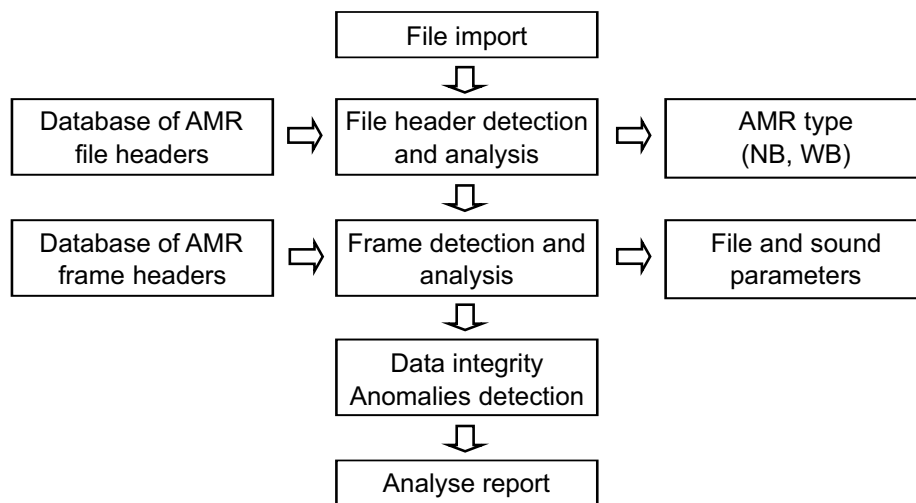 File import
Database of AMR
file headers
File header detection
and analysis
AMR type
(NB, WB)
Database of AMR
frame headers
Frame detection and
analysis
File and sound
parameters
Data integrity
Anomalies detection
Analyse report